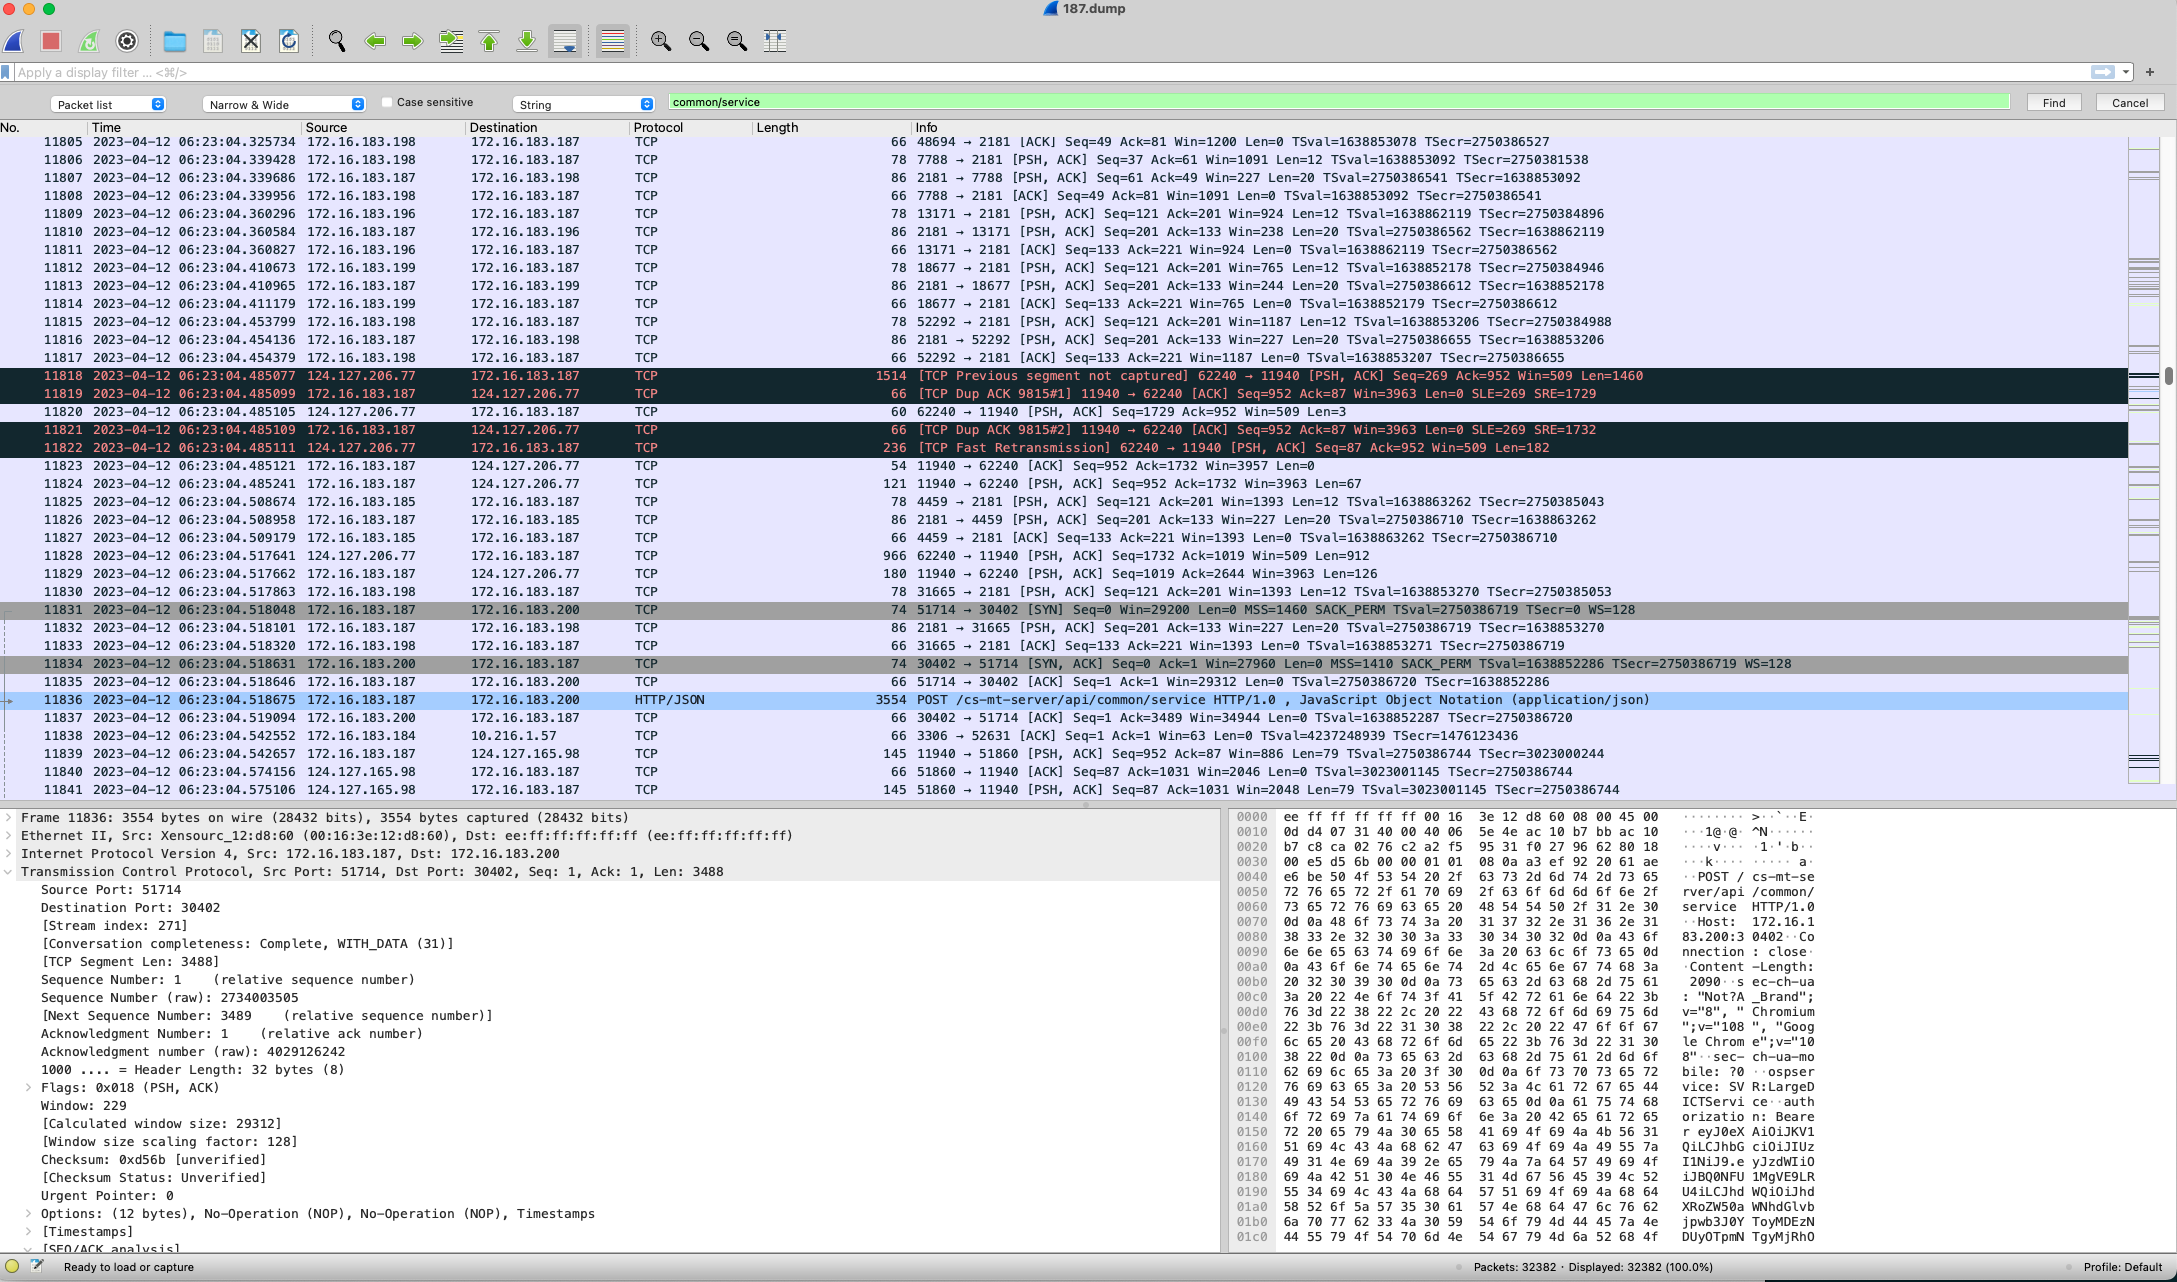 187.dump
Apply a display filter ... <⌘/>
+
Packet list
Narrow & Wide
Case sensitive
String
common/service
Find
Cancel
No. Time Source Destination Protocol Length Info
11805 2023-04-12 06:23:04.325734 172.16.183.198 172.16.183.187 TCP 66 48694 → 2181 [ACK] Seq=49 Ack=81 Win=1200 Len=0 TSval=1638853078 TSecr=2750386527
11806 2023-04-12 06:23:04.339428 172.16.183.198 172.16.183.187 TCP 78 7788 → 2181 [PSH, ACK] Seq=37 Ack=61 Win=1091 Len=12 TSval=1638853092 TSecr=2750381538
11807 2023-04-12 06:23:04.339686 172.16.183.187 172.16.183.198 TCP 86 2181 → 7788 [PSH, ACK] Seq=61 Ack=49 Win=227 Len=20 TSval=2750386541 TSecr=1638853092
11808 2023-04-12 06:23:04.339956 172.16.183.198 172.16.183.187 TCP 66 7788 → 2181 [ACK] Seq=49 Ack=81 Win=1091 Len=0 TSval=1638853092 TSecr=2750386541
11809 2023-04-12 06:23:04.360296 172.16.183.196 172.16.183.187 TCP 78 13171 → 2181 [PSH, ACK] Seq=121 Ack=201 Win=924 Len=12 TSval=1638862119 TSecr=2750384896
11810 2023-04-12 06:23:04.360584 172.16.183.187 172.16.183.196 TCP 86 2181 → 13171 [PSH, ACK] Seq=201 Ack=133 Win=238 Len=20 TSval=2750386562 TSecr=1638862119
11811 2023-04-12 06:23:04.360827 172.16.183.196 172.16.183.187 TCP 66 13171 → 2181 [ACK] Seq=133 Ack=221 Win=924 Len=0 TSval=1638862119 TSecr=2750386562
11812 2023-04-12 06:23:04.410673 172.16.183.199 172.16.183.187 TCP 78 18677 → 2181 [PSH, ACK] Seq=121 Ack=201 Win=765 Len=12 TSval=1638852178 TSecr=2750384946
11813 2023-04-12 06:23:04.410965 172.16.183.187 172.16.183.199 TCP 86 2181 → 18677 [PSH, ACK] Seq=201 Ack=133 Win=244 Len=20 TSval=2750386612 TSecr=1638852178
11814 2023-04-12 06:23:04.411179 172.16.183.199 172.16.183.187 TCP 66 18677 → 2181 [ACK] Seq=133 Ack=221 Win=765 Len=0 TSval=1638852179 TSecr=2750386612
11815 2023-04-12 06:23:04.453799 172.16.183.198 172.16.183.187 TCP 78 52292 → 2181 [PSH, ACK] Seq=121 Ack=201 Win=1187 Len=12 TSval=1638853206 TSecr=2750384988
11816 2023-04-12 06:23:04.454136 172.16.183.187 172.16.183.198 TCP 86 2181 → 52292 [PSH, ACK] Seq=201 Ack=133 Win=227 Len=20 TSval=2750386655 TSecr=1638853206
11817 2023-04-12 06:23:04.454379 172.16.183.198 172.16.183.187 TCP 66 52292 → 2181 [ACK] Seq=133 Ack=221 Win=1187 Len=0 TSval=1638853207 TSecr=2750386655
11818 2023-04-12 06:23:04.485077 124.127.206.77 172.16.183.187 TCP 1514 [TCP Previous segment not captured] 62240 → 11940 [PSH, ACK] Seq=269 Ack=952 Win=509 Len=1460
11819 2023-04-12 06:23:04.485099 172.16.183.187 124.127.206.77 TCP 66 [TCP Dup ACK 9815#1] 11940 → 62240 [ACK] Seq=952 Ack=87 Win=3963 Len=0 SLE=269 SRE=1729
11820 2023-04-12 06:23:04.485105 124.127.206.77 172.16.183.187 TCP 60 62240 → 11940 [PSH, ACK] Seq=1729 Ack=952 Win=509 Len=3
11821 2023-04-12 06:23:04.485109 172.16.183.187 124.127.206.77 TCP 66 [TCP Dup ACK 9815#2] 11940 → 62240 [ACK] Seq=952 Ack=87 Win=3963 Len=0 SLE=269 SRE=1732
11822 2023-04-12 06:23:04.485111 124.127.206.77 172.16.183.187 TCP 236 [TCP Fast Retransmission] 62240 → 11940 [PSH, ACK] Seq=87 Ack=952 Win=509 Len=182
11823 2023-04-12 06:23:04.485121 172.16.183.187 124.127.206.77 TCP 54 11940 → 62240 [ACK] Seq=952 Ack=1732 Win=3957 Len=0
11824 2023-04-12 06:23:04.485241 172.16.183.187 124.127.206.77 TCP 121 11940 → 62240 [PSH, ACK] Seq=952 Ack=1732 Win=3963 Len=67
11825 2023-04-12 06:23:04.508674 172.16.183.185 172.16.183.187 TCP 78 4459 → 2181 [PSH, ACK] Seq=121 Ack=201 Win=1393 Len=12 TSval=1638863262 TSecr=2750385043
11826 2023-04-12 06:23:04.508958 172.16.183.187 172.16.183.185 TCP 86 2181 → 4459 [PSH, ACK] Seq=201 Ack=133 Win=227 Len=20 TSval=2750386710 TSecr=1638863262
11827 2023-04-12 06:23:04.509179 172.16.183.185 172.16.183.187 TCP 66 4459 → 2181 [ACK] Seq=133 Ack=221 Win=1393 Len=0 TSval=1638863262 TSecr=2750386710
11828 2023-04-12 06:23:04.517641 124.127.206.77 172.16.183.187 TCP 966 62240 → 11940 [PSH, ACK] Seq=1732 Ack=1019 Win=509 Len=912
11829 2023-04-12 06:23:04.517662 172.16.183.187 124.127.206.77 TCP 180 11940 → 62240 [PSH, ACK] Seq=1019 Ack=2644 Win=3963 Len=126
11830 2023-04-12 06:23:04.517863 172.16.183.198 172.16.183.187 TCP 78 31665 → 2181 [PSH, ACK] Seq=121 Ack=201 Win=1393 Len=12 TSval=1638853270 TSecr=2750385053
11831 2023-04-12 06:23:04.518048 172.16.183.187 172.16.183.200 TCP 74 51714 → 30402 [SYN] Seq=0 Win=29200 Len=0 MSS=1460 SACK_PERM TSval=2750386719 TSecr=0 WS=128
11832 2023-04-12 06:23:04.518101 172.16.183.187 172.16.183.198 TCP 86 2181 → 31665 [PSH, ACK] Seq=201 Ack=133 Win=227 Len=20 TSval=2750386719 TSecr=1638853270
11833 2023-04-12 06:23:04.518320 172.16.183.198 172.16.183.187 TCP 66 31665 → 2181 [ACK] Seq=133 Ack=221 Win=1393 Len=0 TSval=1638853271 TSecr=2750386719
11834 2023-04-12 06:23:04.518631 172.16.183.200 172.16.183.187 TCP 74 30402 → 51714 [SYN, ACK] Seq=0 Ack=1 Win=27960 Len=0 MSS=1410 SACK_PERM TSval=1638852286 TSecr=2750386719 WS=128
11835 2023-04-12 06:23:04.518646 172.16.183.187 172.16.183.200 TCP 66 51714 → 30402 [ACK] Seq=1 Ack=1 Win=29312 Len=0 TSval=2750386720 TSecr=1638852286
11836 2023-04-12 06:23:04.518675 172.16.183.187 172.16.183.200 HTTP/JSON 3554 POST /cs-mt-server/api/common/service HTTP/1.0 , JavaScript Object Notation (application/json)
11837 2023-04-12 06:23:04.519094 172.16.183.200 172.16.183.187 TCP 66 30402 → 51714 [ACK] Seq=1 Ack=3489 Win=34944 Len=0 TSval=1638852287 TSecr=2750386720
11838 2023-04-12 06:23:04.542552 172.16.183.184 10.216.1.57 TCP 66 3306 → 52631 [ACK] Seq=1 Ack=1 Win=63 Len=0 TSval=4237248939 TSecr=1476123436
11839 2023-04-12 06:23:04.542657 172.16.183.187 124.127.165.98 TCP 145 11940 → 51860 [PSH, ACK] Seq=952 Ack=87 Win=886 Len=79 TSval=2750386744 TSecr=3023000244
11840 2023-04-12 06:23:04.574156 124.127.165.98 172.16.183.187 TCP 66 51860 → 11940 [ACK] Seq=87 Ack=1031 Win=2046 Len=0 TSval=3023001145 TSecr=2750386744
11841 2023-04-12 06:23:04.575106 124.127.165.98 172.16.183.187 TCP 145 51860 → 11940 [PSH, ACK] Seq=87 Ack=1031 Win=2048 Len=79 TSval=3023001145 TSecr=2750386744
Frame 11836: 3554 bytes on wire (28432 bits), 3554 bytes captured (28432 bits)
Ethernet II, Src: Xensourc_12:d8:60 (00:16:3e:12:d8:60), Dst: ee:ff:ff:ff:ff:ff (ee:ff:ff:ff:ff:ff)
Internet Protocol Version 4, Src: 172.16.183.187, Dst: 172.16.183.200
Transmission Control Protocol, Src Port: 51714, Dst Port: 30402, Seq: 1, Ack: 1, Len: 3488
Source Port: 51714
Destination Port: 30402
[Stream index: 271]
[Conversation completeness: Complete, WITH_DATA (31)]
[TCP Segment Len: 3488]
Sequence Number: 1 (relative sequence number)
Sequence Number (raw): 2734003505
[Next Sequence Number: 3489 (relative sequence number)]
Acknowledgment Number: 1 (relative ack number)
Acknowledgment number (raw): 4029126242
1000 .... = Header Length: 32 bytes (8)
Flags: 0x018 (PSH, ACK)
Window: 229
[Calculated window size: 29312]
[Window size scaling factor: 128]
Checksum: 0xd56b [unverified]
[Checksum Status: Unverified]
Urgent Pointer: 0
Options: (12 bytes), No-Operation (NOP), No-Operation (NOP), Timestamps
[Timestamps]
[SEQ/ACK analysis]
0000 ee ff ff ff ff ff 00 16 3e 12 d8 60 08 00 45 00 ········ >··`··E·
0010 0d d4 07 31 40 00 40 06 5e 4e ac 10 b7 bb ac 10 ···1@·@· ^N······
0020 b7 c8 ca 02 76 c2 a2 f5 95 31 f0 27 96 62 80 18 ····v··· ·1·'·b··
0030 00 e5 d5 6b 00 00 01 01 08 0a a3 ef 92 20 61 ae ···k···· ····· a·
0040 e6 be 50 4f 53 54 20 2f 63 73 2d 6d 74 2d 73 65 ··POST / cs-mt-se
0050 72 76 65 72 2f 61 70 69 2f 63 6f 6d 6d 6f 6e 2f rver/api /common/
0060 73 65 72 76 69 63 65 20 48 54 54 50 2f 31 2e 30 service HTTP/1.0
0070 0d 0a 48 6f 73 74 3a 20 31 37 32 2e 31 36 2e 31 ··Host: 172.16.1
0080 38 33 2e 32 30 30 3a 33 30 34 30 32 0d 0a 43 6f 83.200:3 0402··Co
0090 6e 6e 65 63 74 69 6f 6e 3a 20 63 6c 6f 73 65 0d nnection : close·
00a0 0a 43 6f 6e 74 65 6e 74 2d 4c 65 6e 67 74 68 3a ·Content -Length:
00b0 20 32 30 39 30 0d 0a 73 65 63 2d 63 68 2d 75 61 2090··s ec-ch-ua
00c0 3a 20 22 4e 6f 74 3f 41 5f 42 72 61 6e 64 22 3b : "Not?A _Brand";
00d0 76 3d 22 38 22 2c 20 22 43 68 72 6f 6d 69 75 6d v="8", " Chromium
00e0 22 3b 76 3d 22 31 30 38 22 2c 20 22 47 6f 6f 67 ";v="108 ", "Goog
00f0 6c 65 20 43 68 72 6f 6d 65 22 3b 76 3d 22 31 30 le Chrom e";v="10
0100 38 22 0d 0a 73 65 63 2d 63 68 2d 75 61 2d 6d 6f 8"··sec- ch-ua-mo
0110 62 69 6c 65 3a 20 3f 30 0d 0a 6f 73 70 73 65 72 bile: ?0 ··ospser
0120 76 69 63 65 3a 20 53 56 52 3a 4c 61 72 67 65 44 vice: SV R:LargeD
0130 49 43 54 53 65 72 76 69 63 65 0d 0a 61 75 74 68 ICTServi ce··auth
0140 6f 72 69 7a 61 74 69 6f 6e 3a 20 42 65 61 72 65 orizatio n: Beare
0150 72 20 65 79 4a 30 65 58 41 69 4f 69 4a 4b 56 31 r eyJ0eX AiOiJKV1
0160 51 69 4c 43 4a 68 62 47 63 69 4f 69 4a 49 55 7a QiLCJhbG ciOiJIUz
0170 49 31 4e 69 4a 39 2e 65 79 4a 7a 64 57 49 69 4f I1NiJ9.e yJzdWIiO
0180 69 4a 42 51 30 4e 46 55 31 4d 67 56 45 39 4c 52 iJBQ0NFU 1MgVE9LR
0190 55 34 69 4c 43 4a 68 64 57 51 69 4f 69 4a 68 64 U4iLCJhd WQiOiJhd
01a0 58 52 6f 5a 57 35 30 61 57 4e 68 64 47 6c 76 62 XRoZW50a WNhdGlvb
01b0 6a 70 77 62 33 4a 30 59 54 6f 79 4d 44 45 7a 4e jpwb3J0Y ToyMDEzN
01c0 44 55 79 4f 54 70 6d 4e 54 67 79 4d 6a 52 68 4f DUyOTpmN TgyMjRhO
Ready to load or capture
Packets: 32382 · Displayed: 32382 (100.0%)
Profile: Default